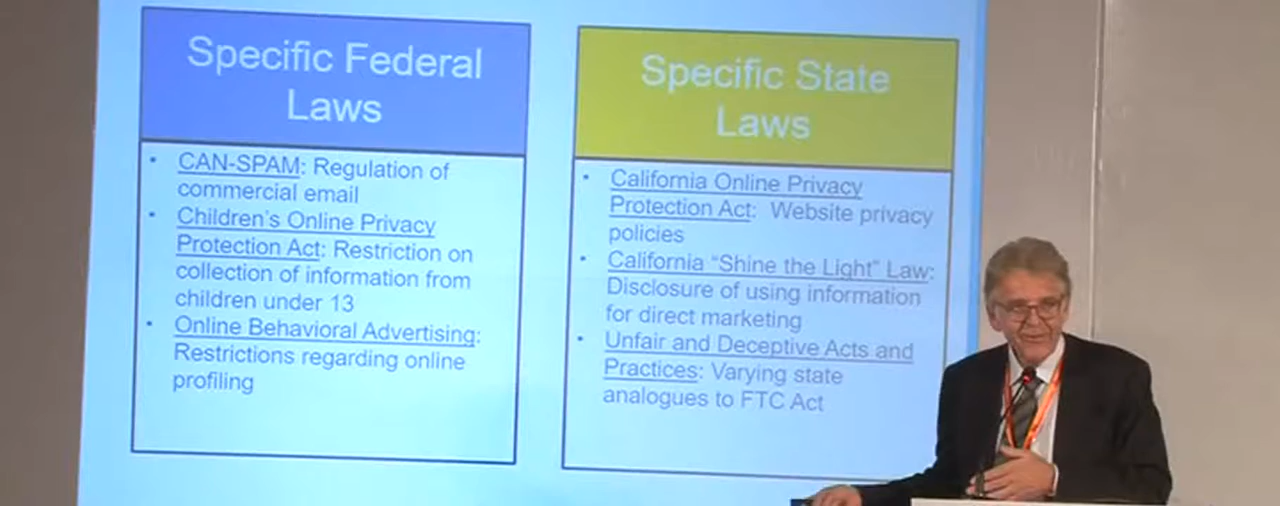 Specific Federal
Laws
• CAN-SPAM: Regulation of
commercial email
• Children's Online Privacy
Protection Act: Restriction on
collection of information from
children under 13
• Online Behavioral Advertising:
Restrictions regarding online
profiling
Specific State
Laws
• California Online Privacy
Protection Act: Website privacy
policies
• California “Shine the Light” Law:
Disclosure of using information
for direct marketing
• Unfair and Deceptive Acts and
Practices: Varying state
analogues to FTC Act